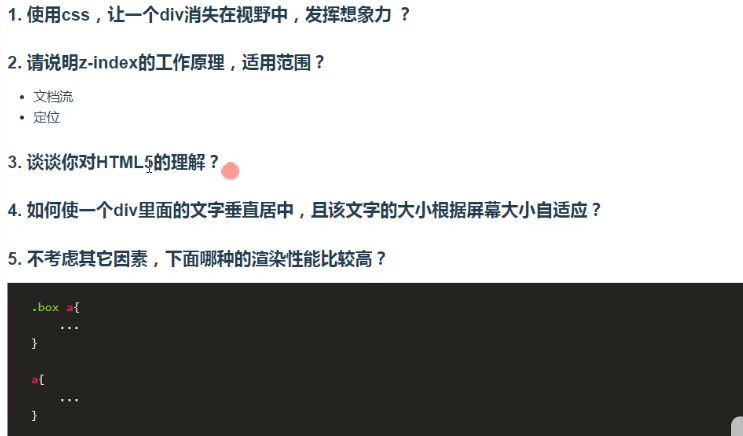 1. 使用css，让一个div消失在视野中，发挥想象力 ？
2. 请说明z-index的工作原理，适用范围？
• 文档流
• 定位
3. 谈谈你对HTML5的理解？
4. 如何使一个div里面的文字垂直居中，且该文字的大小根据屏幕大小自适应？
5. 不考虑其它因素，下面哪种的渲染性能比较高？
.box a{
...
}
a{
...
}